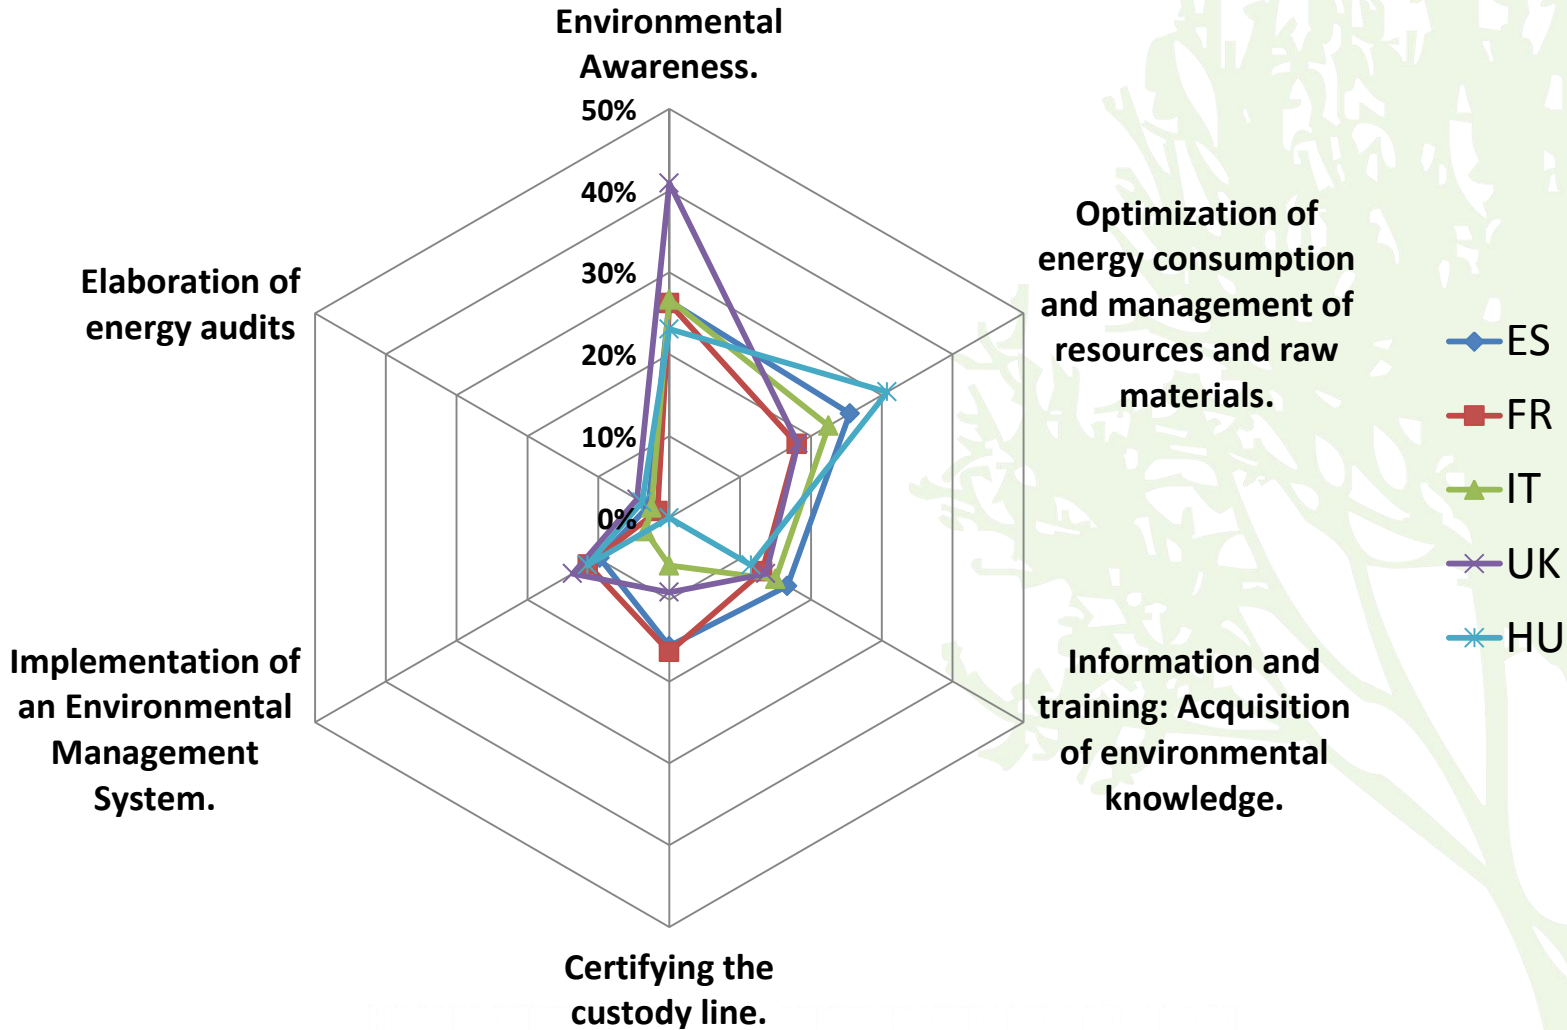 Environmental
Awareness.
50%
40%
30%
20%
10%
0%
Optimization of
energy consumption
and management of
resources and raw
materials.
Information and
training: Acquisition
of environmental
knowledge.
Certifying the
custody line.
Implementation of
an Environmental
Management
System.
Elaboration of
energy audits
ES
FR
IT
UK
HU